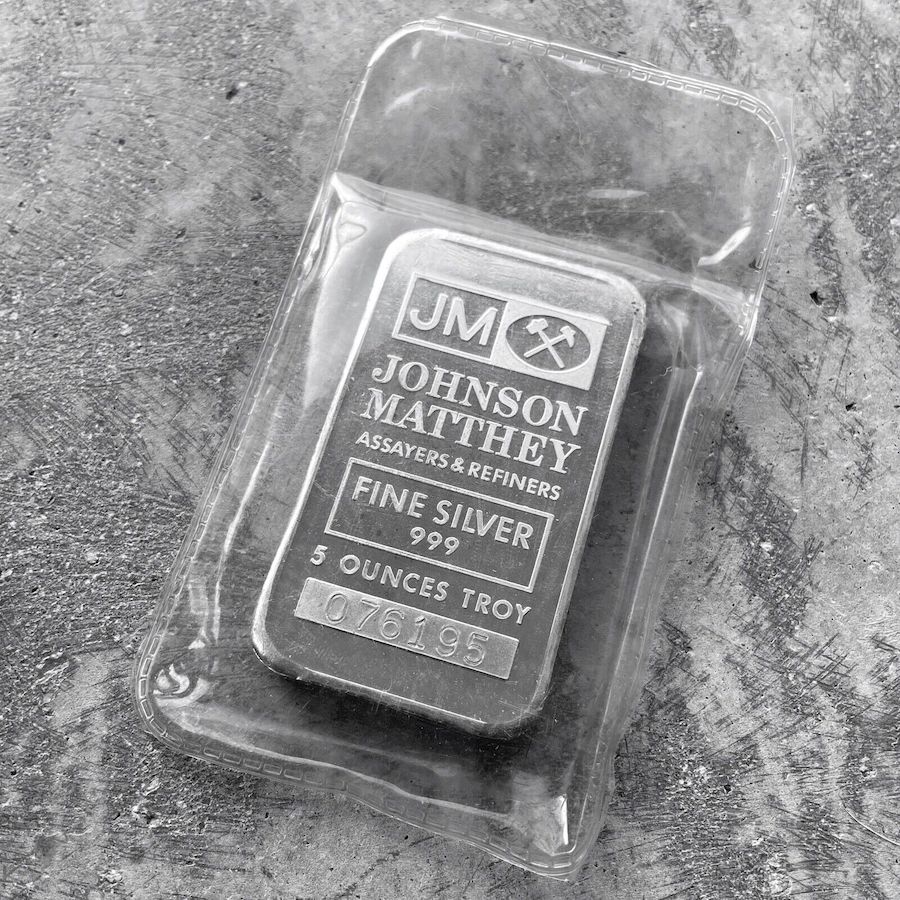 JM
JOHNSON
MATTHEY
ASSAYERS & REFINERS
FINE SILVER
999
5 OUNCES TROY
076195